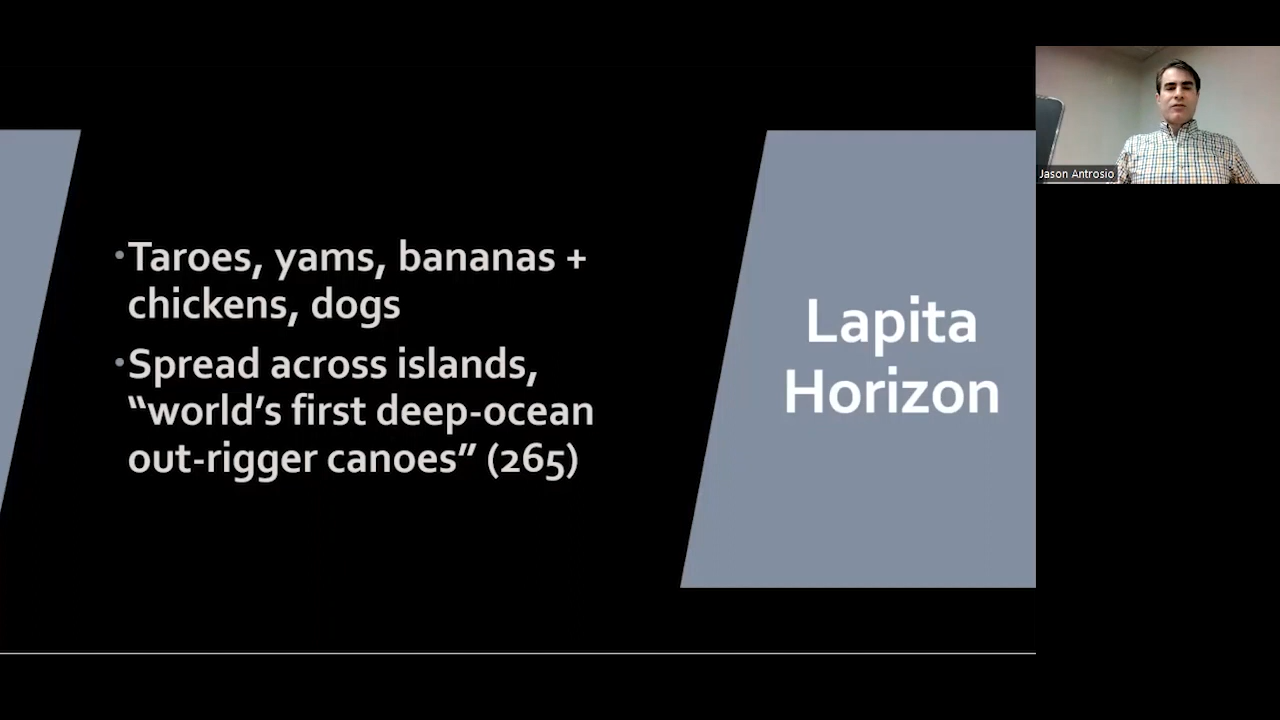 •Taroes, yams, bananas +
chickens, dogs
•Spread across islands,
“world’s first deep-ocean
out-rigger canoes” (265)
Lapita
Horizon
Jason Antrosio